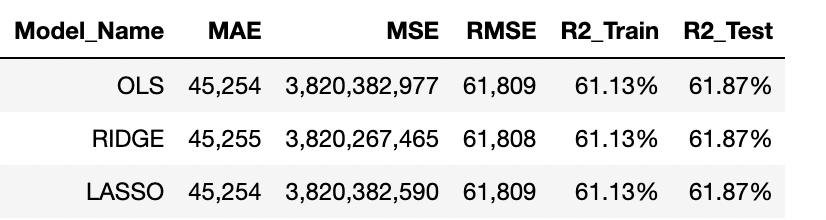 Model_Name MAE MSE RMSE R2_Train R2_Test
OLS 45,254 3,820,382,977 61,809 61.13% 61.87%
RIDGE 45,255 3,820,267,465 61,808 61.13% 61.87%
LASSO 45,254 3,820,382,590 61,809 61.13% 61.87%